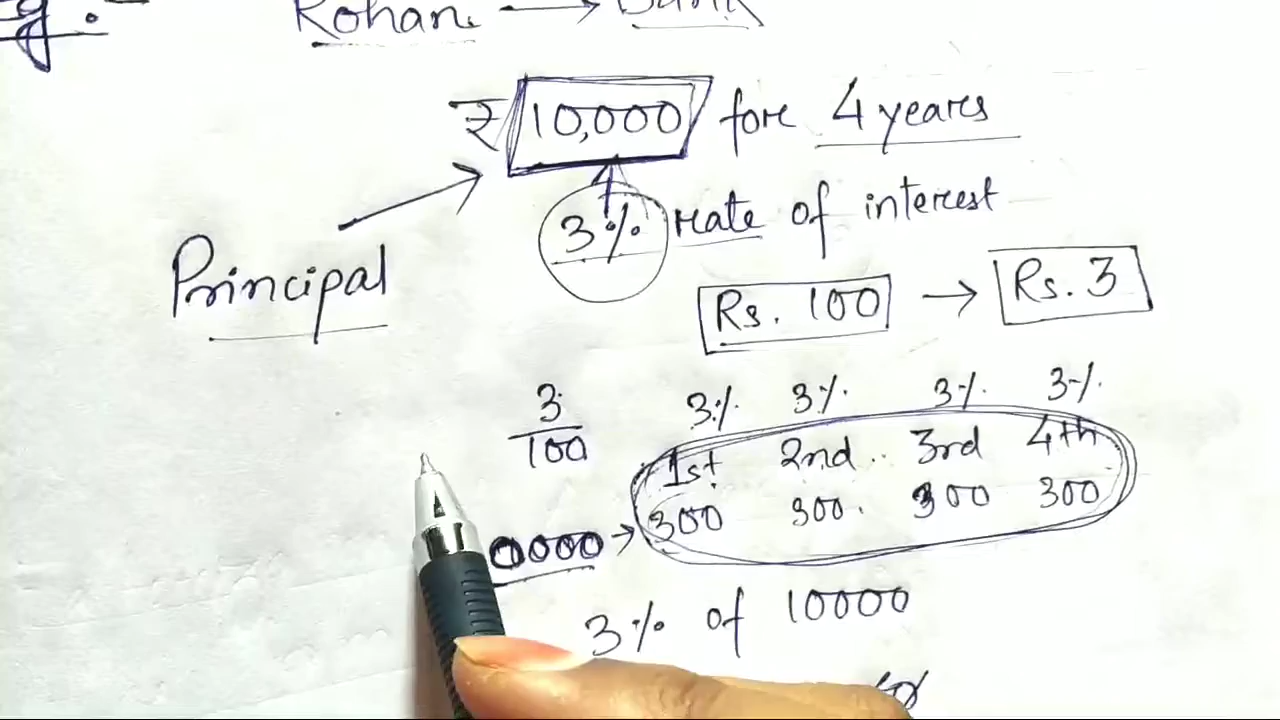 g.
Rohan → Bank
₹ 10,000 for 4 years
3% rate of interest
Principal
Rs. 100 → Rs. 3
3/100
3% 3% 3% 3%
1st 2nd.. 3rd 4th
0000 → 300 300. 300 300
3% of 10000